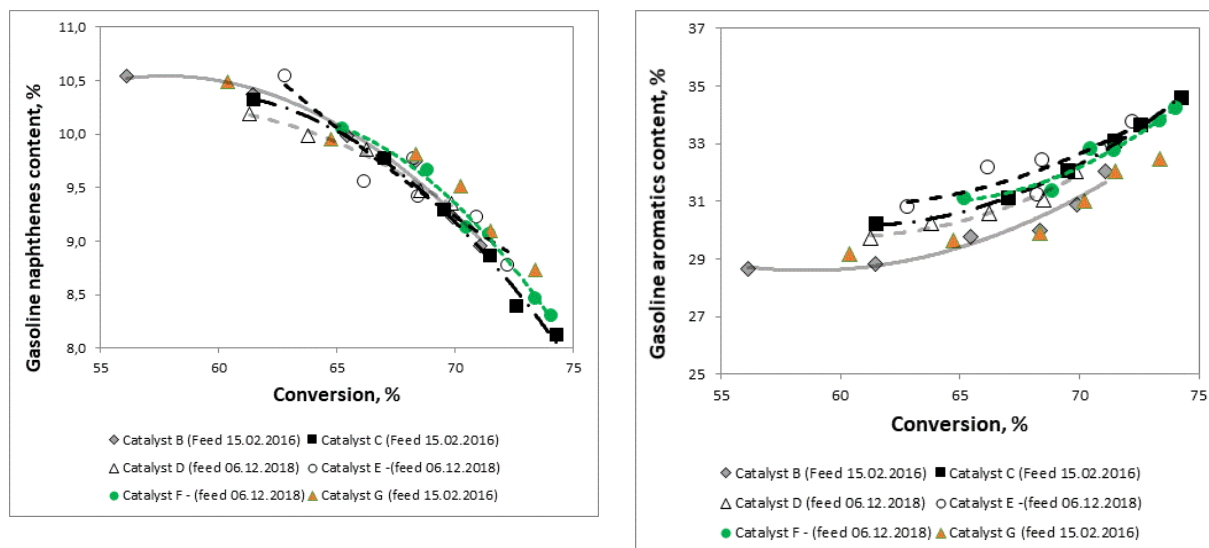 Gasoline naphthenes content, %
11,0
10,5
10,0
9,5
9,0
8,5
8,0
55 60 65 70 75
Conversion, %
Catalyst B (Feed 15.02.2016) Catalyst C (Feed 15.02.2016)
Catalyst D (feed 06.12.2018) Catalyst E -(feed 06.12.2018)
Catalyst F - (feed 06.12.2018) Catalyst G (feed 15.02.2016)
Gasoline aromatics content, %
37
35
33
31
29
27
25
55 60 65 70 75
Conversion, %
Catalyst B (Feed 15.02.2016) Catalyst C (Feed 15.02.2016)
Catalyst D (feed 06.12.2018) Catalyst E -(feed 06.12.2018)
Catalyst F - (feed 06.12.2018) Catalyst G (feed 15.02.2016)